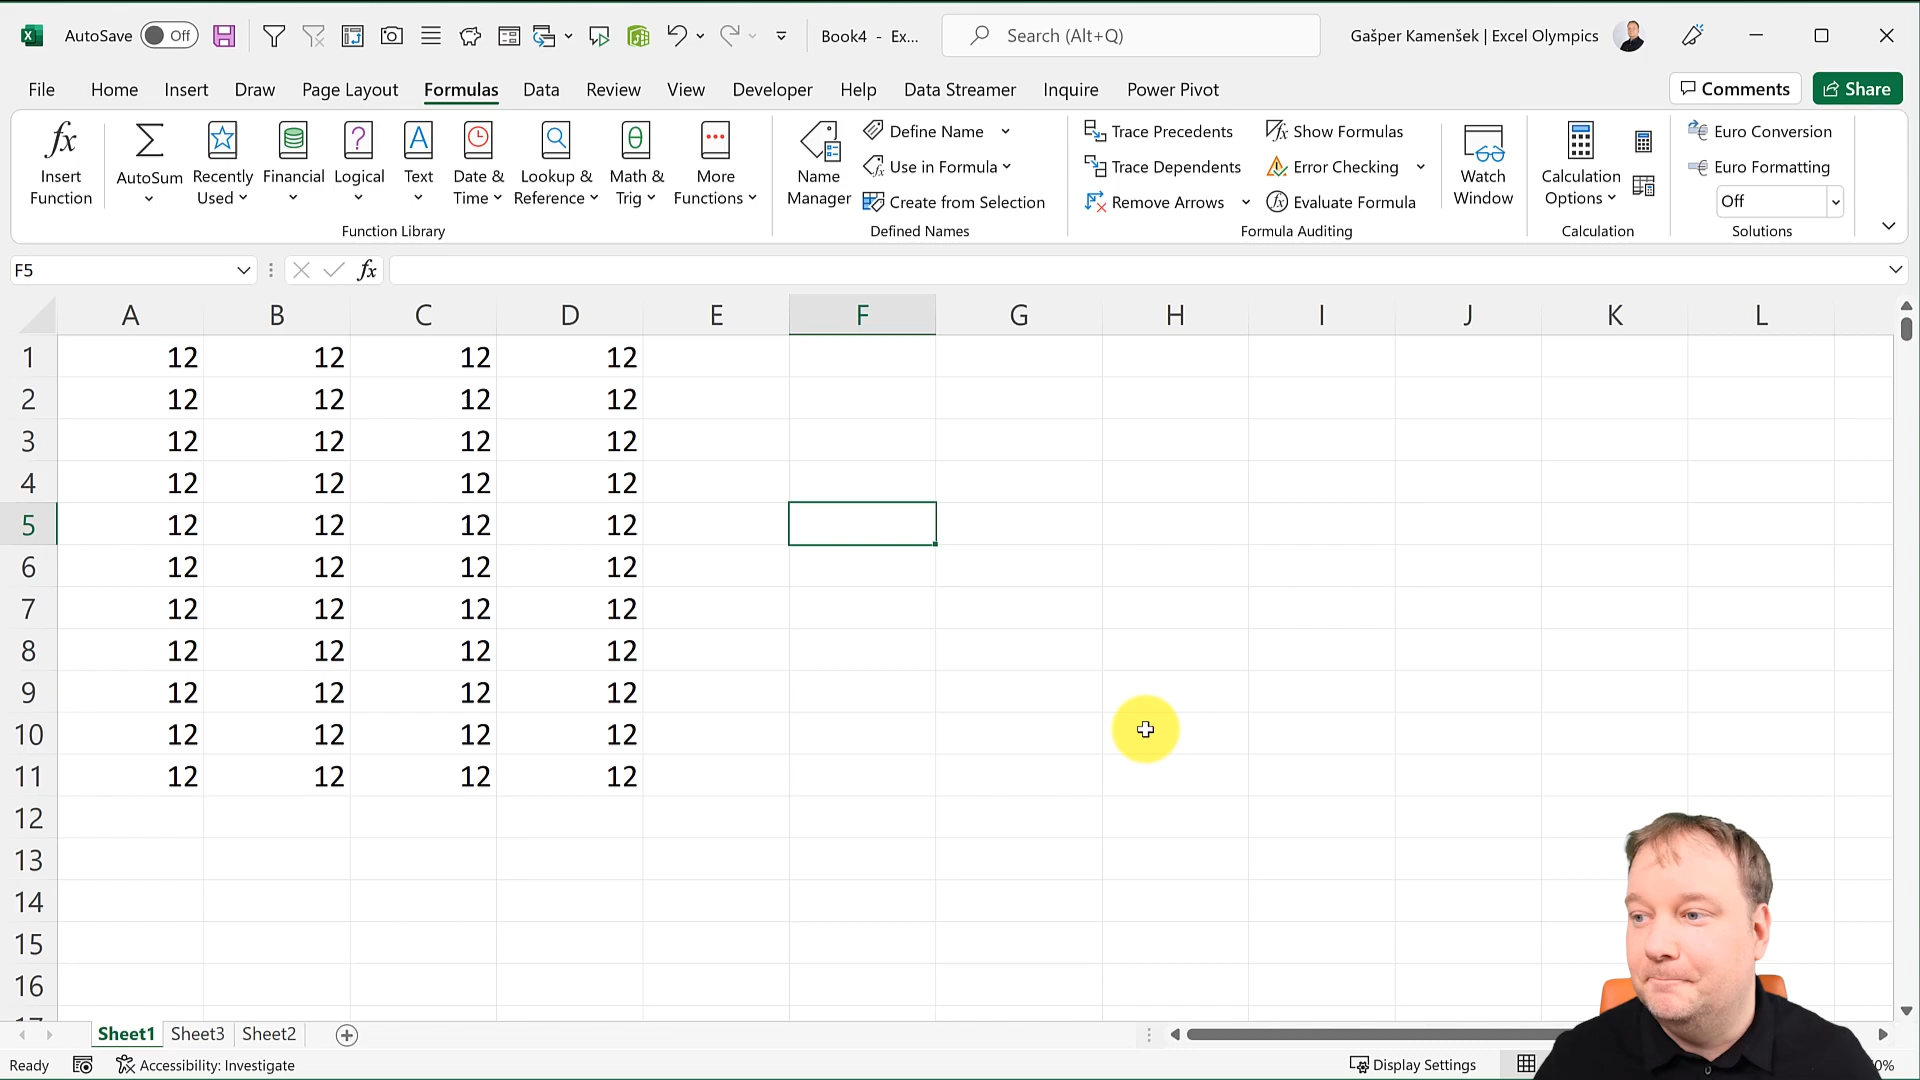 AutoSave Off Book4 - Ex... Search (Alt+Q) Gašper Kamenšek | Excel Olympics
File Home Insert Draw Page Layout Formulas Data Review View Developer Help Data Streamer Inquire Power Pivot Comments Share
Insert Function
AutoSum
Recently Used
Financial
Logical
Text
Date & Time
Lookup & Reference
Math & Trig
More Functions
Function Library
Name Manager
Define Name
Use in Formula
Create from Selection
Defined Names
Trace Precedents
Trace Dependents
Remove Arrows
Show Formulas
Error Checking
Evaluate Formula
Formula Auditing
Watch Window
Calculation Options
Calculation
Euro Conversion
Euro Formatting
Off
Solutions
F5 fx
A B C D E F G H I J K L
1 12 12 12 12
2 12 12 12 12
3 12 12 12 12
4 12 12 12 12
5 12 12 12 12
6 12 12 12 12
7 12 12 12 12
8 12 12 12 12
9 12 12 12 12
10 12 12 12 12
11 12 12 12 12
12
13
14
15
16
Sheet1 Sheet3 Sheet2
Ready Accessibility: Investigate Display Settings